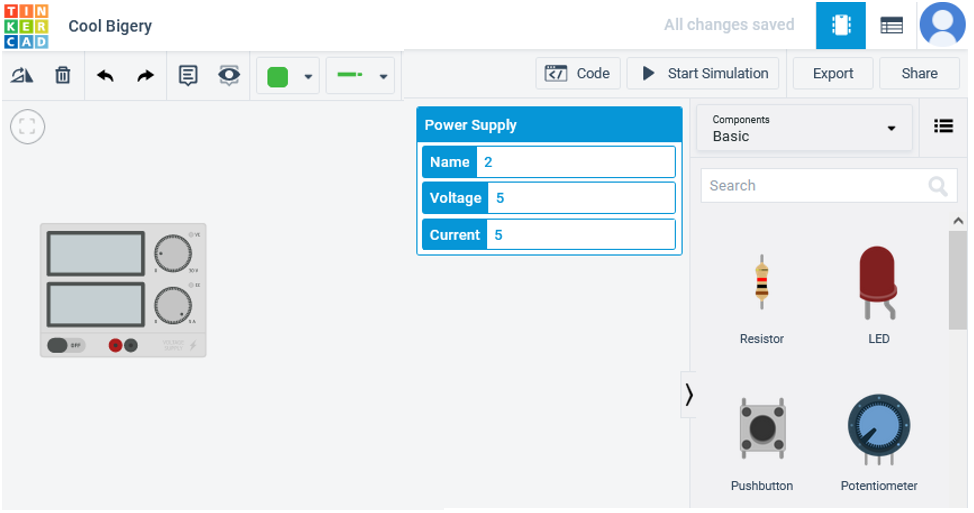 TIN
KER
CAD
Cool Bigery
All changes saved
Code
Start Simulation
Export
Share
Power Supply
Name 2
Voltage 5
Current 5
Components
Basic
Search
Resistor
LED
Pushbutton
Potentiometer
OFF